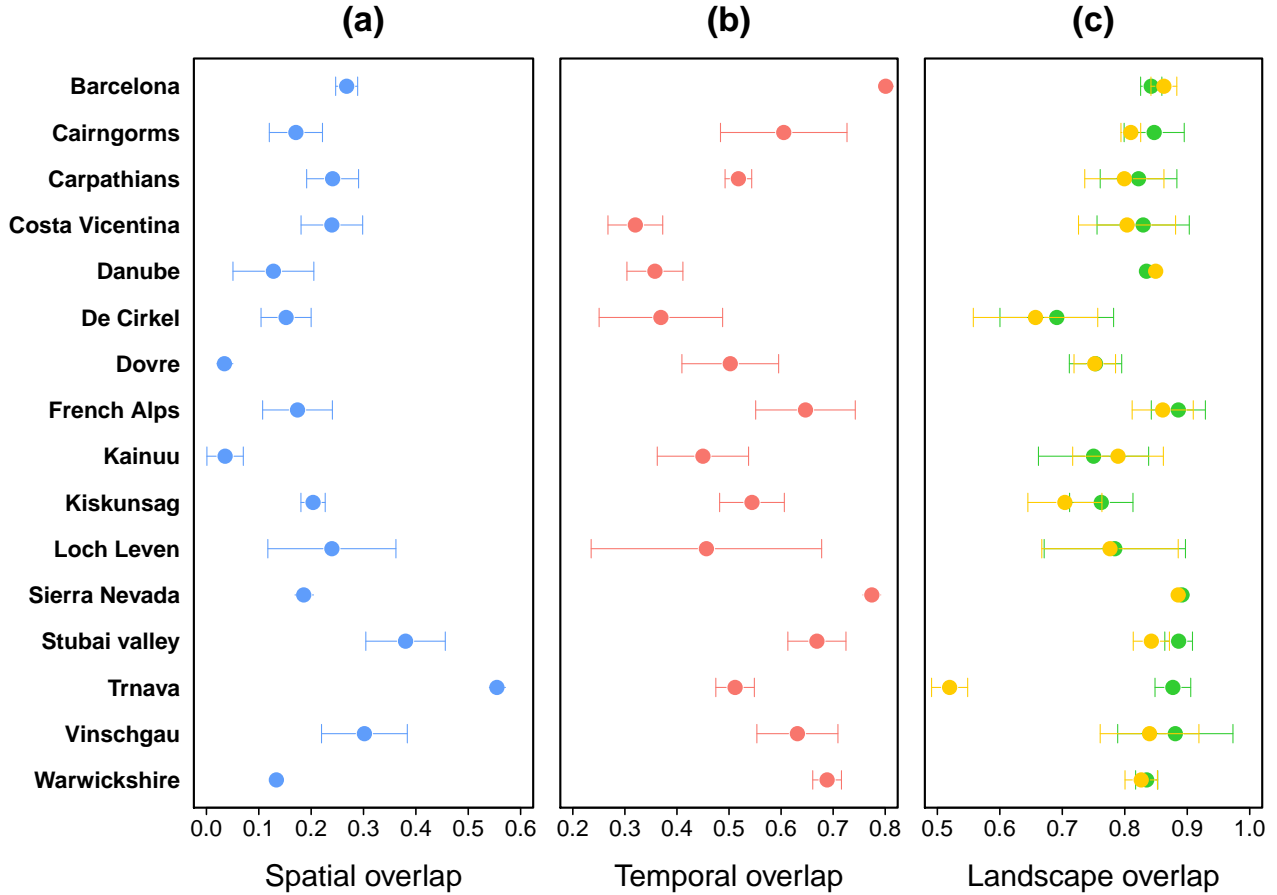 (a) (b) (c)
Barcelona
Cairngorms
Carpathians
Costa Vicentina
Danube
De Cirkel
Dovre
French Alps
Kainuu
Kiskunsag
Loch Leven
Sierra Nevada
Stubai valley
Trnava
Vinschgau
Warwickshire
0.0 0.1 0.2 0.3 0.4 0.5 0.6 0.2 0.3 0.4 0.5 0.6 0.7 0.8 0.5 0.6 0.7 0.8 0.9 1.0
Spatial overlap Temporal overlap Landscape overlap